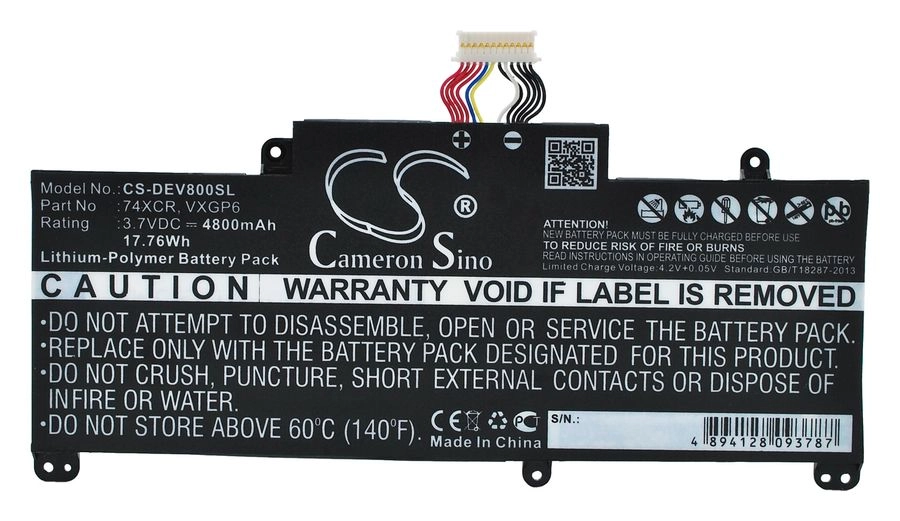 Model No.: CS-DEV800SL
Part No : 74XCR, VXGP6
Rating : 3.7VDC 4800mAh
17.76Wh
Lithium-Polymer Battery Pack
CS
®
Cameron Sino
+ −
ATTENTION!
NEW BATTERY PACK MUST BE FULLY CHARGED BEFORE USE
TO REDUCE RISK OF FIRE OR BURNS
READ INSTRUCTIONS IN OPERATING GUIDE BEFORE USE
Limited Charge Voltage:4.2V±0.05V Standard:GB/T18287-2013
CAUTION WARRANTY VOID IF LABEL IS REMOVED
•DO NOT ATTEMPT TO DISASSEMBLE, OPEN OR SERVICE THE BATTERY PACK.
•REPLACE ONLY WITH THE BATTERY PACK DESIGNATED FOR THIS PRODUCT.
•DO NOT CRUSH, PUNCTURE, SHORT EXTERNAL CONTACTS OR DISPOSE OF
IN FIRE OR WATER.
•DO NOT STORE ABOVE 60°C (140°F).
CE
Made In China
S/N.:
4 894128 093787